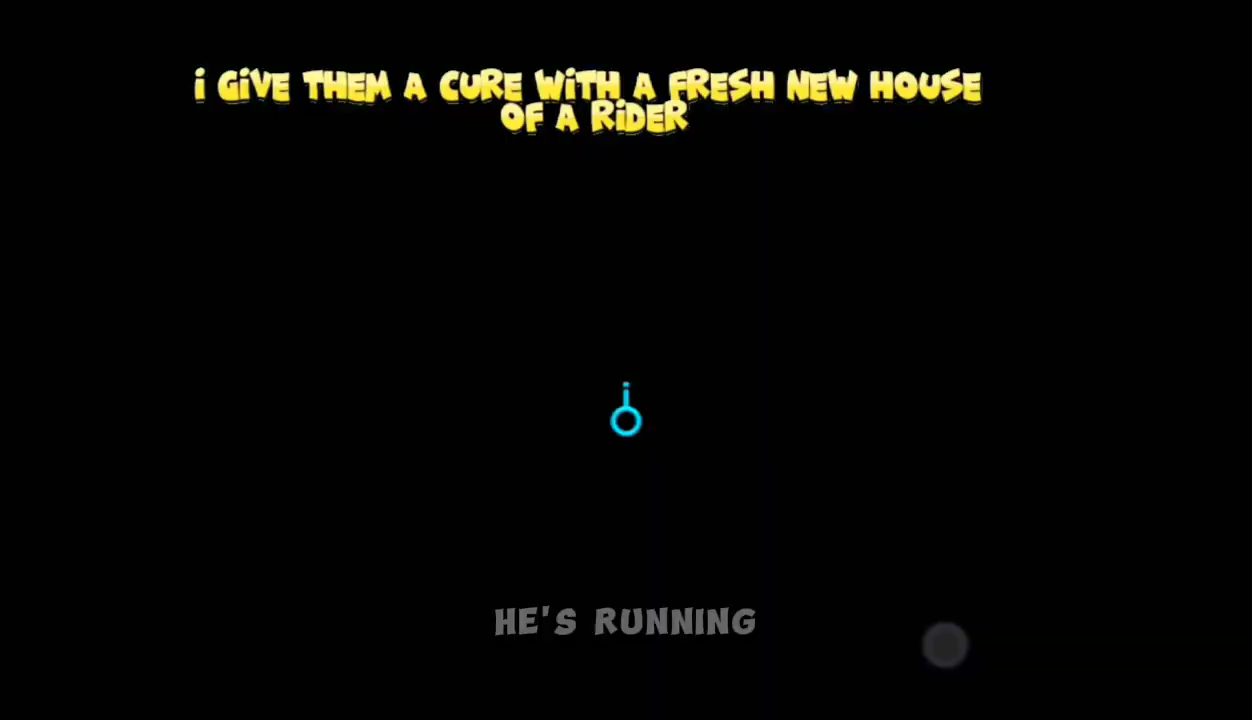 i GiVE THEM A CURE WiTH A FRESH NEW HOUSE
OF A RiDER
HE'S RUNNING